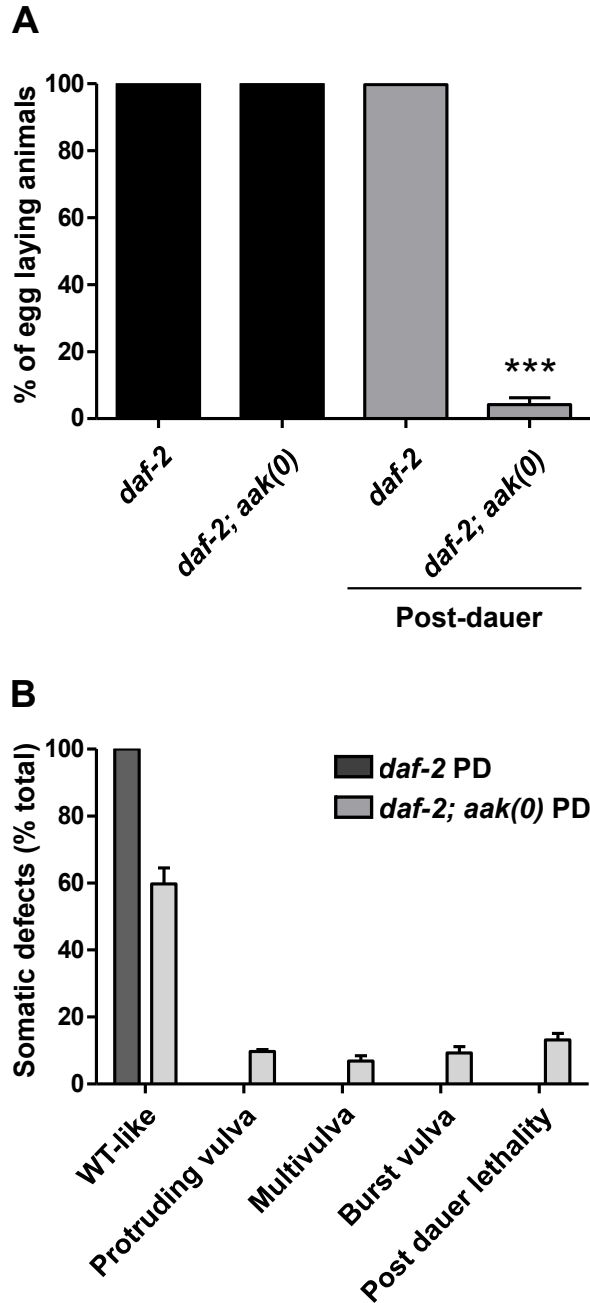 A
% of egg laying animals
100
80
60
40
20
0
***
daf-2
daf-2; aak(0)
daf-2
daf-2; aak(0)
Post-dauer
B
Somatic defects (% total)
100
80
60
40
20
0
daf-2 PD
daf-2; aak(0) PD
WT-like
Protruding vulva
Multivulva
Burst vulva
Post dauer lethality